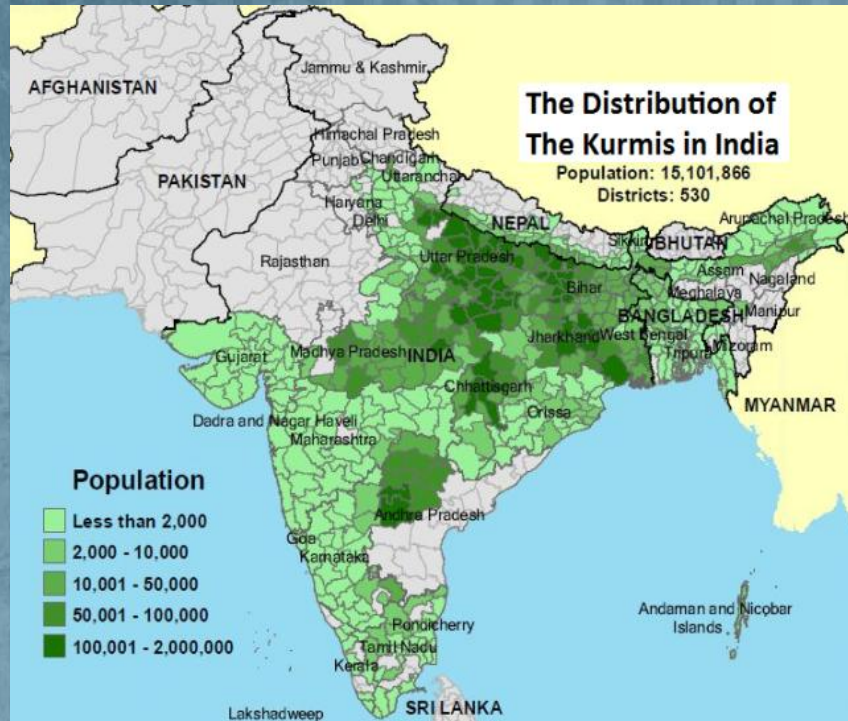 The Distribution of
The Kurmis in India
Population: 15,101,866
Districts: 530
AFGHANISTAN
Jammu & Kashmir
Himachal Pradesh
Punjab
Chandigarh
Uttaranchal
PAKISTAN
Haryana
Delhi
NEPAL
Sikkim
BHUTAN
Arunachal Pradesh
Rajasthan
Uttar Pradesh
Bihar
Assam
Nagaland
Meghalaya
Manipur
BANGLADESH
Gujarat
Madhya Pradesh
INDIA
Jharkhand
West Bengal
Tripura
Mizoram
Chhattisgarh
Orissa
MYANMAR
Dadra and Nagar Haveli
Maharashtra
Andhra Pradesh
Goa
Karnataka
Pondicherry
Tamil Nadu
Kerala
Andaman and Nicobar
Islands
Lakshadweep
SRI LANKA
Population
Less than 2,000
2,000 - 10,000
10,001 - 50,000
50,001 - 100,000
100,001 - 2,000,000